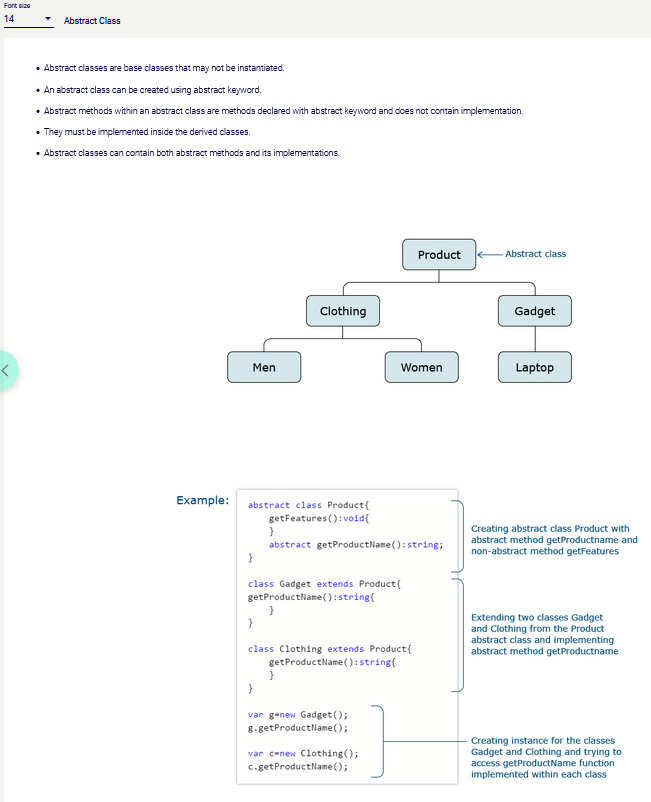 Font size
14
Abstract Class
• Abstract classes are base classes that may not be instantiated.
• An abstract class can be created using abstract keyword.
• Abstract methods within an abstract class are methods declared with abstract keyword and does not contain implementation.
• They must be implemented inside the derived classes.
• Abstract classes can contain both abstract methods and its implementations.
Product
Abstract class
Clothing
Gadget
Men
Women
Laptop
Example:
abstract class Product{
getFeatures():void{
}
abstract getProductName():string;
}
Creating abstract class Product with
abstract method getProductname and
non-abstract method getFeatures
class Gadget extends Product{
getProductName():string{
}
}
class Clothing extends Product{
getProductName():string{
}
}
Extending two classes Gadget
and Clothing from the Product
abstract class and implementing
abstract method getProductname
var g=new Gadget();
g.getProductName();
var c=new Clothing();
c.getProductName();
Creating instance for the classes
Gadget and Clothing and trying to
access getProductName function
implemented within each class